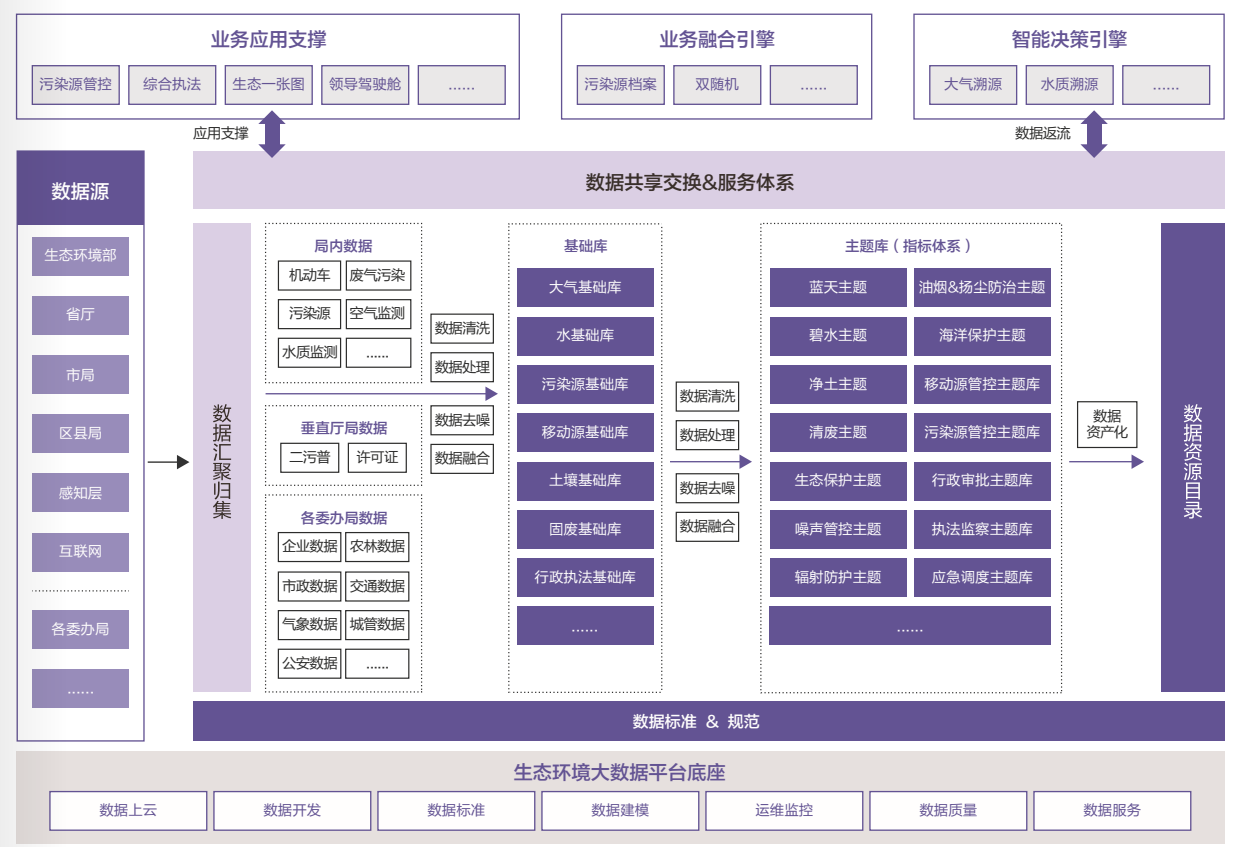 业务应用支撑
污染源管控
综合执法
生态一张图
领导驾驶舱
......
业务融合引擎
污染源档案
双随机
......
智能决策引擎
大气溯源
水质溯源
......
应用支撑
数据返流
数据源
生态环境部
省厅
市局
区县局
感知层
互联网
各委办局
......
数据共享交换&服务体系
数据汇聚归集
局内数据
机动车
废气污染
污染源
空气监测
水质监测
......
垂直厅局数据
二污普
许可证
各委办局数据
企业数据
农林数据
市政数据
交通数据
气象数据
城管数据
公安数据
......
数据清洗
数据处理
数据去噪
数据融合
基础库
大气基础库
水基础库
污染源基础库
移动源基础库
土壤基础库
固废基础库
行政执法基础库
......
数据清洗
数据处理
数据去噪
数据融合
主题库（指标体系）
蓝天主题
油烟&扬尘防治主题
碧水主题
海洋保护主题
净土主题
移动源管控主题库
清废主题
污染源管控主题库
生态保护主题
行政审批主题库
噪声管控主题
执法监察主题库
辐射防护主题
应急调度主题库
......
数据
资产化
数据资源目录
数据标准 & 规范
生态环境大数据平台底座
数据上云
数据开发
数据标准
数据建模
运维监控
数据质量
数据服务